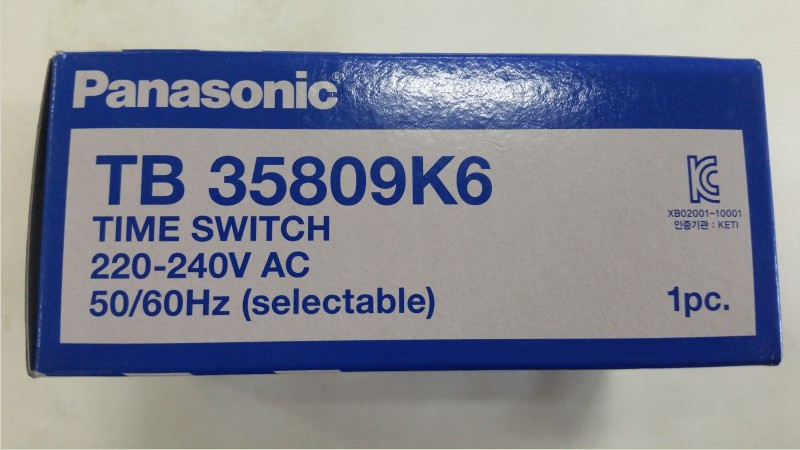 Panasonic®
TB 35809K6
TIME SWITCH
220-240V AC
50/60Hz (selectable)
KC
XB02001-10001
인증기관 : KETI
1pc.